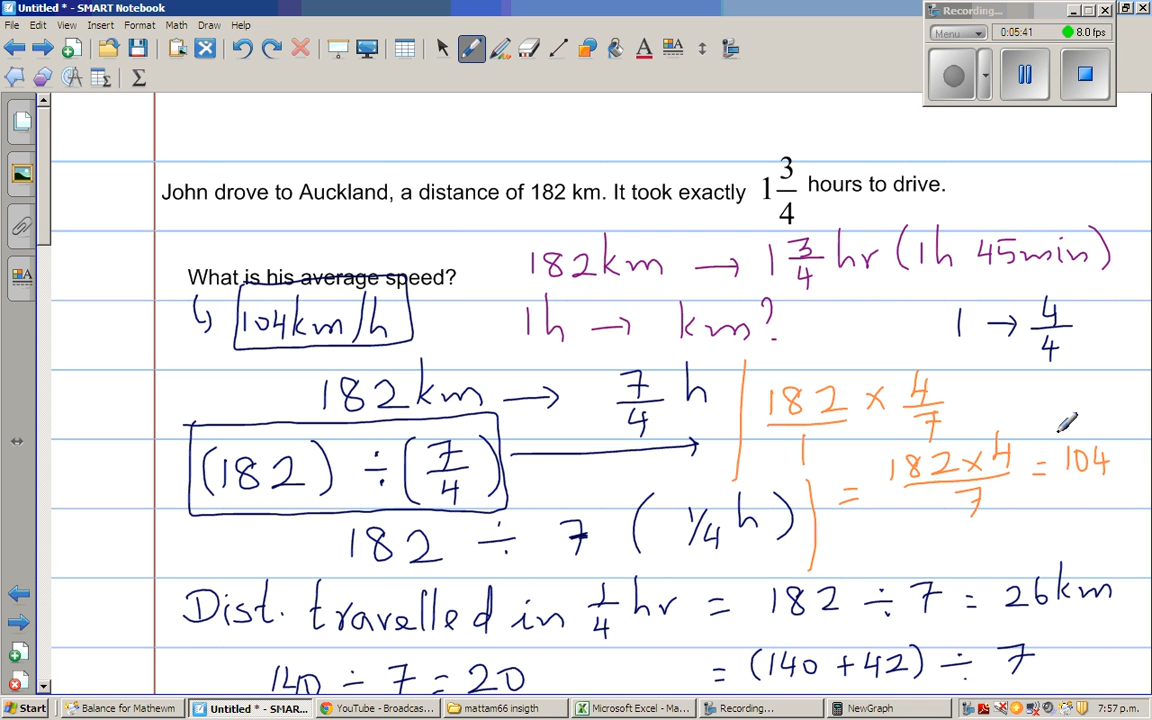 Untitled * - SMART Notebook
File Edit View Insert Format Math Draw Help
Recording...
Menu 0:05:41 8.0 fps
John drove to Auckland, a distance of 182 km. It took exactly 1 3/4 hours to drive.
182km → 1 3/4 hr (1h 45min)
What is his average speed?
↳ 104km/h
1h → km?
1 → 4/4
182km → 7/4 h
(182) ÷ (7/4) →
182/1 × 4/7
= 182×4/7 = 104
182 ÷ 7 (1/4 h)
Dist. travelled in 1/4 hr = 182 ÷ 7 = 26km
140 ÷ 7 = 20
= (140 + 42) ÷ 7
Start Balance for Mathewm Untitled * - SMAR... YouTube - Broadcas... mattam66 insigth Microsoft Excel - Ma... Recording... NewGraph 7:57 p.m.